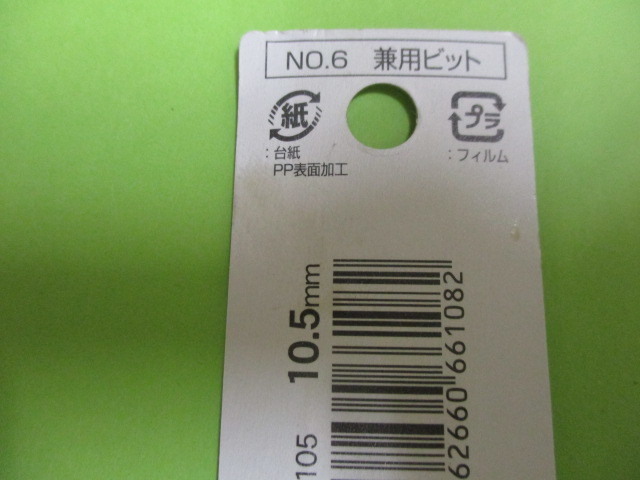 NO.6 兼用ビット
紙
:台紙
PP表面加工
プラ
:フィルム
10.5mm
105
62660 661082